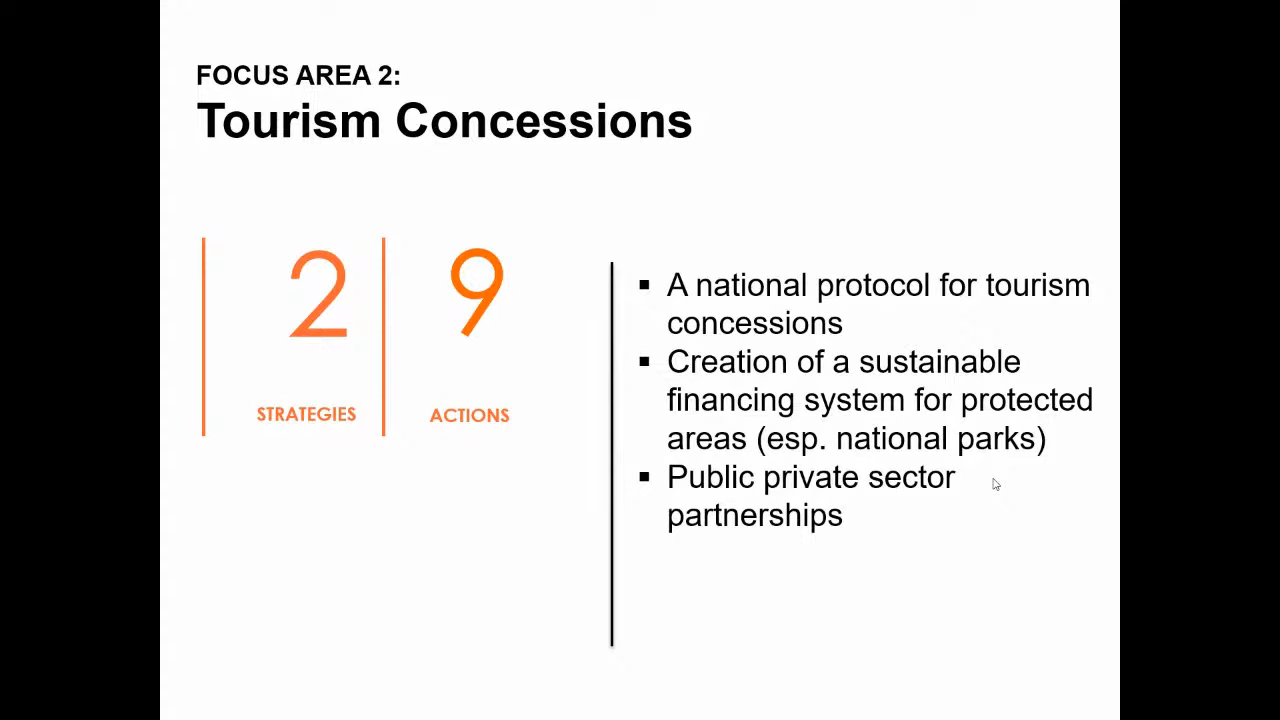 FOCUS AREA 2:
Tourism Concessions
2
STRATEGIES
9
ACTIONS
▪ A national protocol for tourism
concessions
▪ Creation of a sustainable
financing system for protected
areas (esp. national parks)
▪ Public private sector
partnerships